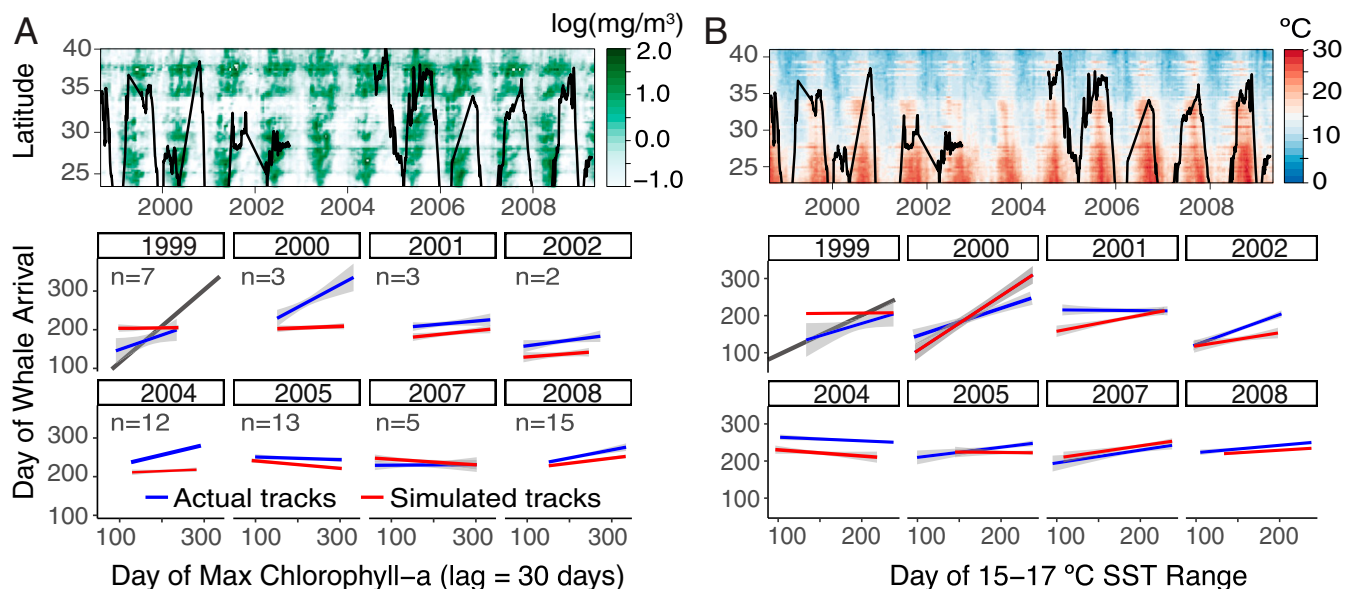 A
log(mg/m³)
B
ºC
Latitude
40
35
30
25
2.0
1.0
0.0
−1.0
40
35
30
25
30
20
10
0
2000 2002 2004 2006 2008
2000 2002 2004 2006 2008
Day of Whale Arrival
1999 2000 2001 2002
n=7 n=3 n=3 n=2
300
200
100
2004 2005 2007 2008
n=12 n=13 n=5 n=15
300
200
100
Actual tracks Simulated tracks
100 300 100 300 100 300 100 300
Day of Max Chlorophyll−a (lag = 30 days)
1999 2000 2001 2002
300
200
100
2004 2005 2007 2008
300
200
100
100 200 100 200 100 200 100 200
Day of 15−17 ºC SST Range